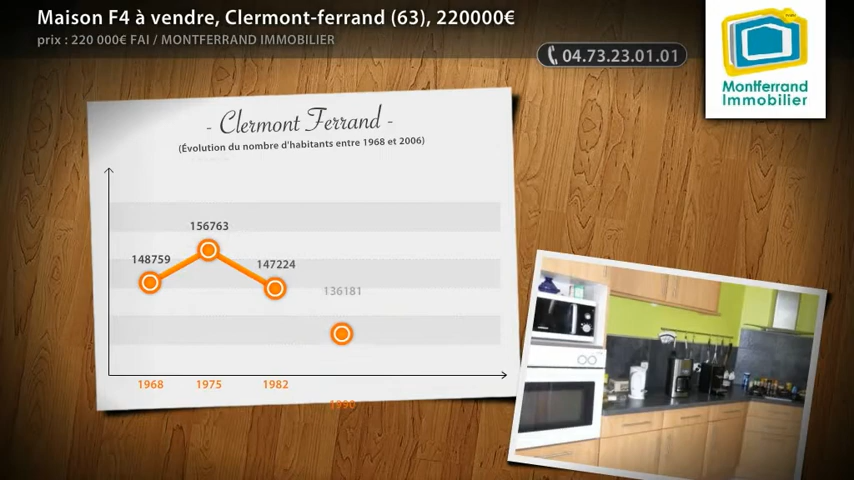 Maison F4 à vendre, Clermont-ferrand (63), 220000€
prix : 220 000€ FAI / MONTFERRAND IMMOBILIER
04.73.23.01.01
Montferrand
Immobilier
- Clermont Ferrand -
(Évolution du nombre d'habitants entre 1968 et 2006)
156763
148759
147224
136181
1968 1975 1982
1990